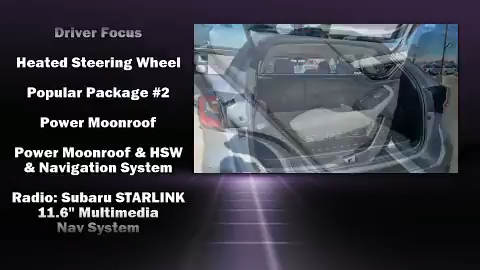 Driver Focus
Heated Steering Wheel
Popular Package #2
Power Moonroof
Power Moonroof & HSW
& Navigation System
Radio: Subaru STARLINK
11.6" Multimedia
Nav System